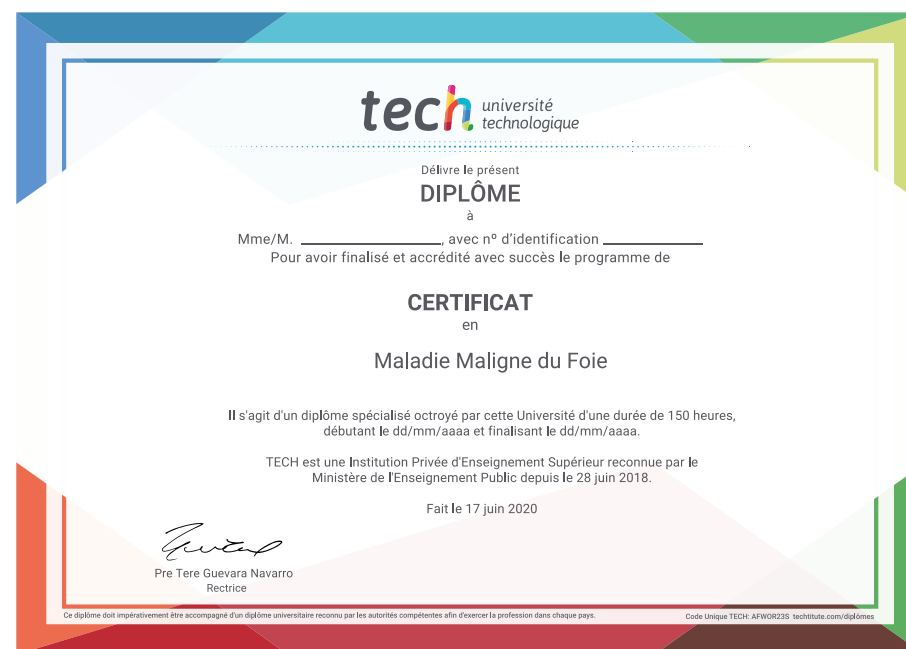 tech université
technologique
Délivre le présent
DIPLÔME
à
Mme/M. ____________________, avec nº d'identification ______________
Pour avoir finalisé et accrédité avec succès le programme de
CERTIFICAT
en
Maladie Maligne du Foie
Il s'agit d'un diplôme spécialisé octroyé par cette Université d'une durée de 150 heures,
débutant le dd/mm/aaaa et finalisant le dd/mm/aaaa.
TECH est une Institution Privée d'Enseignement Supérieur reconnue par le
Ministère de l'Enseignement Public depuis le 28 juin 2018.
Fait le 17 juin 2020
Pre Tere Guevara Navarro
Rectrice
Ce diplôme doit impérativement être accompagné d'un diplôme universitaire reconnu par les autorités compétentes afin d'exercer la profession dans chaque pays.
Code Unique TECH: AFWOR23S techtitute.com/diplômes